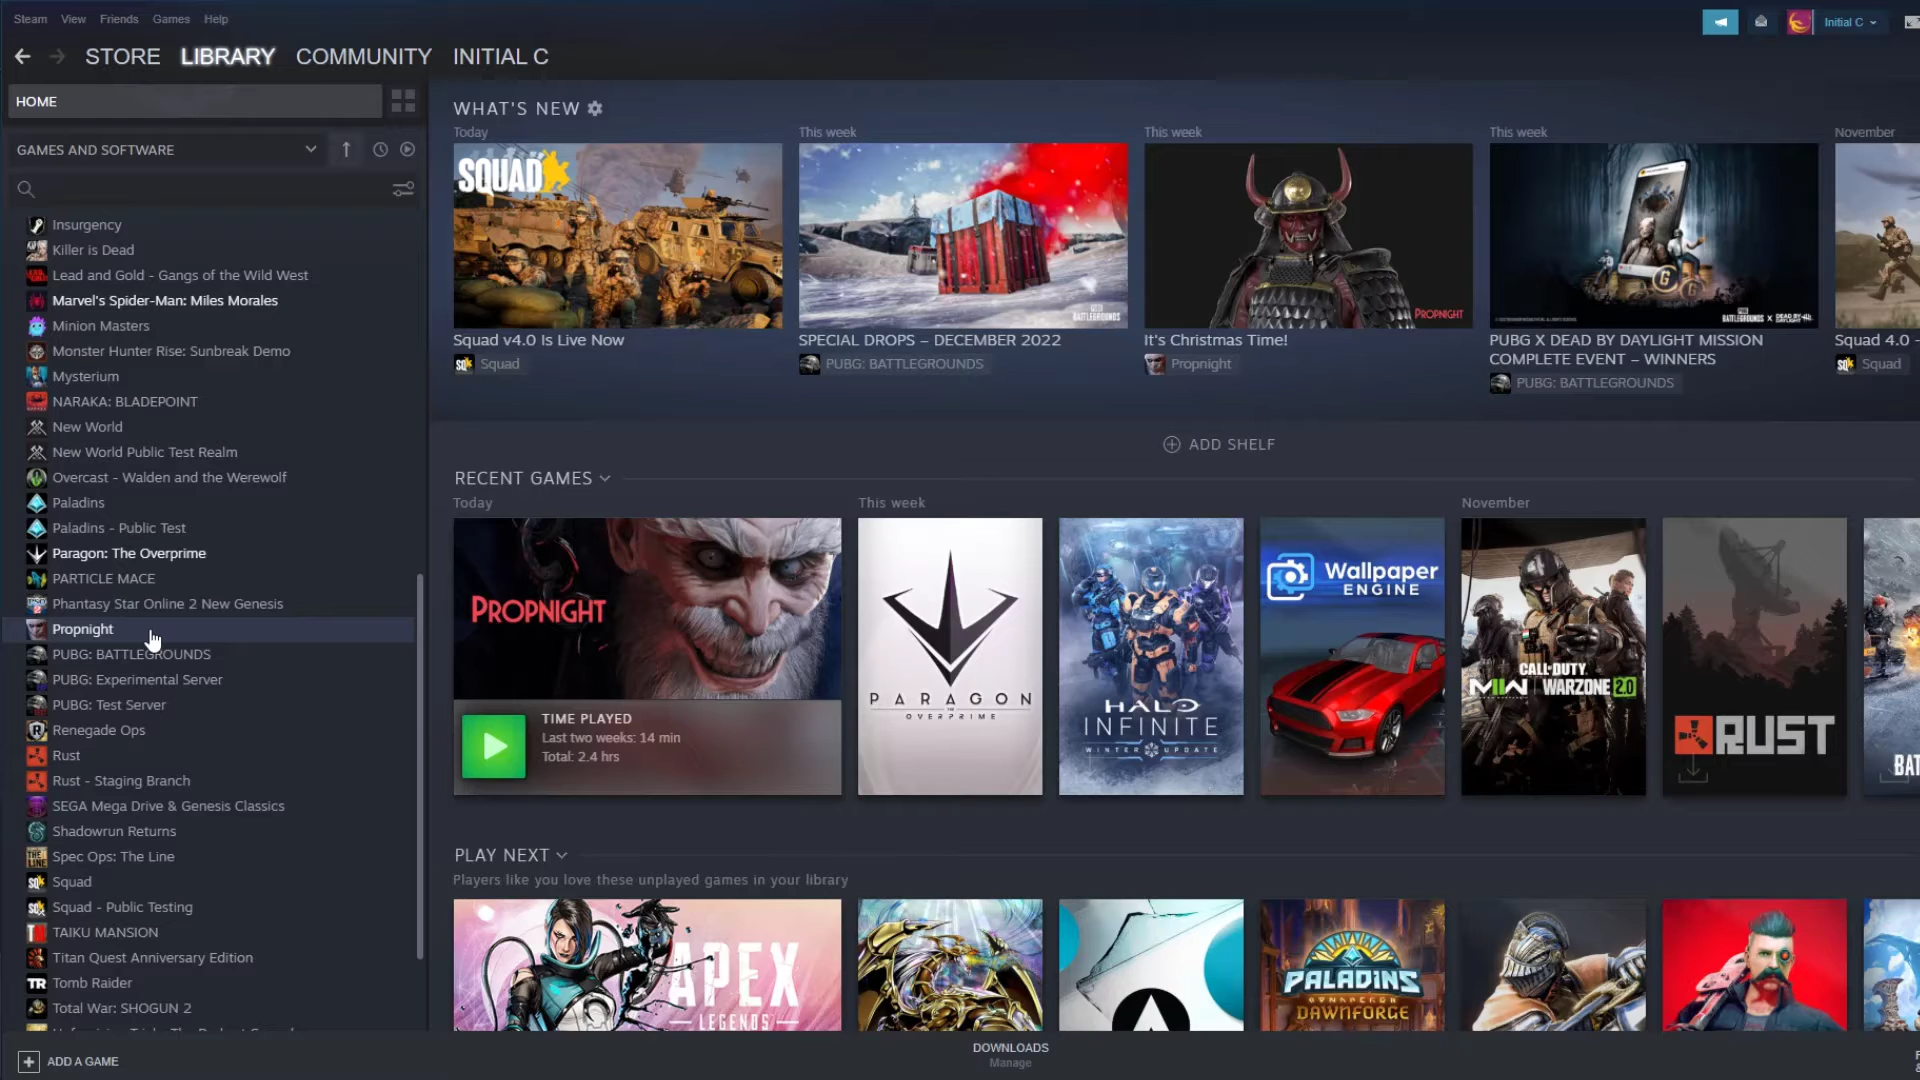 Steam View Friends Games Help
Initial C
STORE LIBRARY COMMUNITY INITIAL C
HOME
GAMES AND SOFTWARE
Insurgency
Killer is Dead
Lead and Gold - Gangs of the Wild West
Marvel's Spider-Man: Miles Morales
Minion Masters
Monster Hunter Rise: Sunbreak Demo
Mysterium
NARAKA: BLADEPOINT
New World
New World Public Test Realm
Overcast - Walden and the Werewolf
Paladins
Paladins - Public Test
Paragon: The Overprime
PARTICLE MACE
Phantasy Star Online 2 New Genesis
Propnight
PUBG: BATTLEGROUNDS
PUBG: Experimental Server
PUBG: Test Server
Renegade Ops
Rust
Rust - Staging Branch
SEGA Mega Drive & Genesis Classics
Shadowrun Returns
Spec Ops: The Line
Squad
Squad - Public Testing
TAIKU MANSION
Titan Quest Anniversary Edition
Tomb Raider
Total War: SHOGUN 2
ADD A GAME
WHAT'S NEW
Today
SQUAD
Squad v4.0 Is Live Now
Squad
This week
BATTLEGROUNDS
SPECIAL DROPS – DECEMBER 2022
PUBG: BATTLEGROUNDS
This week
PROPNIGHT
It's Christmas Time!
Propnight
This week
BATTLEGROUNDS X DEAD BY DAYLIGHT
PUBG X DEAD BY DAYLIGHT MISSION
COMPLETE EVENT – WINNERS
PUBG: BATTLEGROUNDS
November
Squad 4.0 -
Squad
ADD SHELF
RECENT GAMES
Today
PROPNIGHT
TIME PLAYED
Last two weeks: 14 min
Total: 2.4 hrs
This week
PARAGON
THE
OVERPRIME
HALO
INFINITE
WINTER UPDATE
Wallpaper
ENGINE
November
CALL OF DUTY
MWII WARZONE 2.0
RUST
BAT
PLAY NEXT
Players like you love these unplayed games in your library
APEX
LEGENDS
PALADINS
DAWNFORGE
DOWNLOADS
Manage